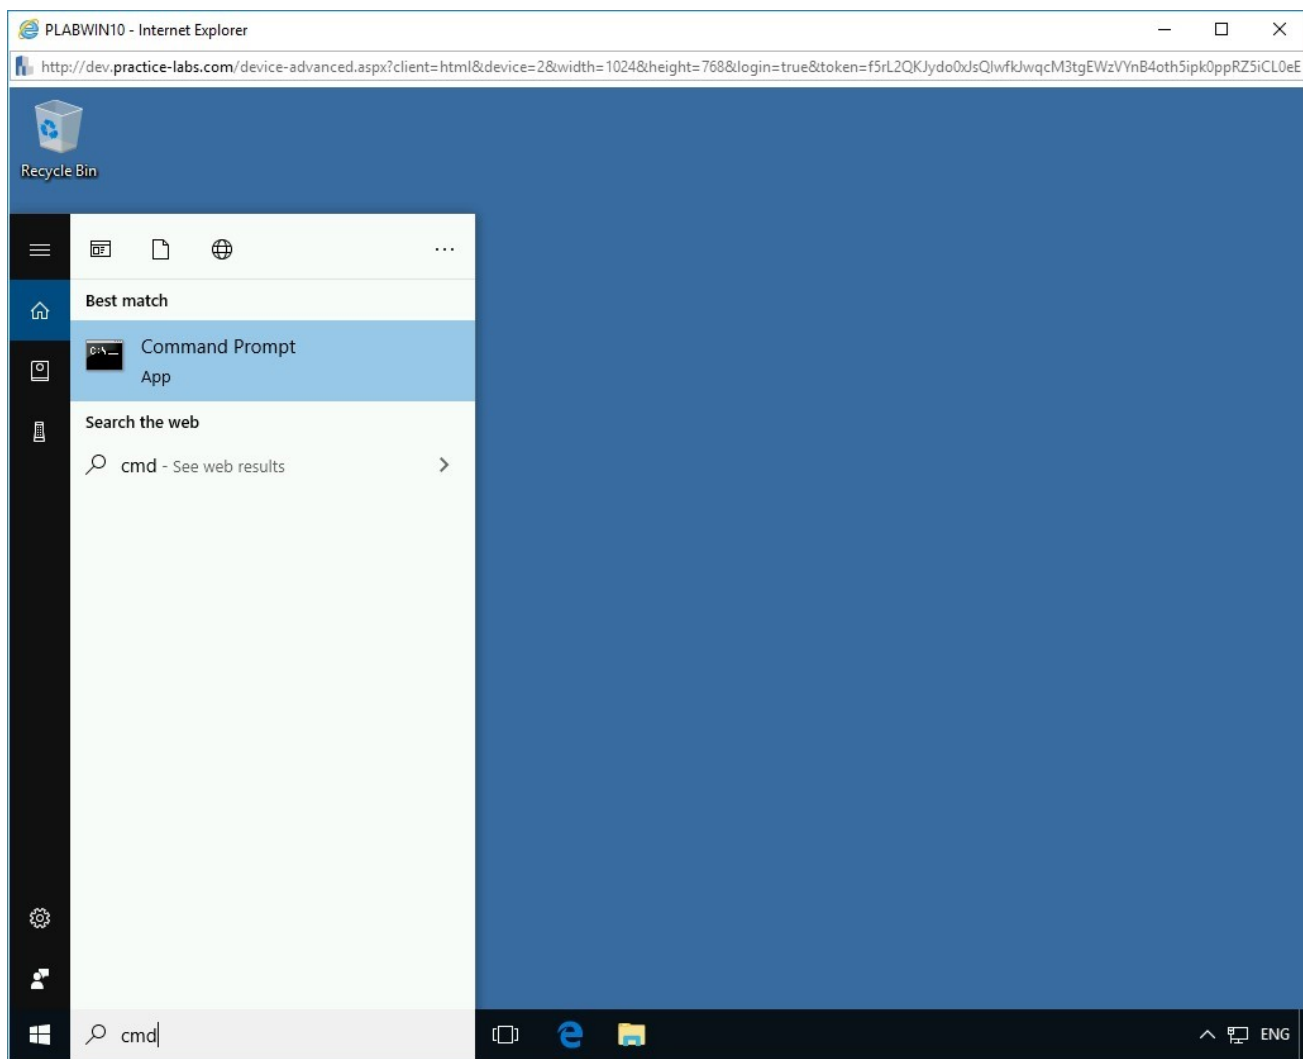 PLABWIN10 - Internet Explorer
http://dev.practice-labs.com/device-advanced.aspx?client=html&device=2&width=1024&height=768&login=true&token=f5rL2QKJydo0xJsQlwfkJwqcM3tgEWzVYnB4oth5ipk0ppRZ5iCL0eE
Recycle Bin
Best match
C:\_
Command Prompt
App
Search the web
cmd - See web results
cmd
ENG